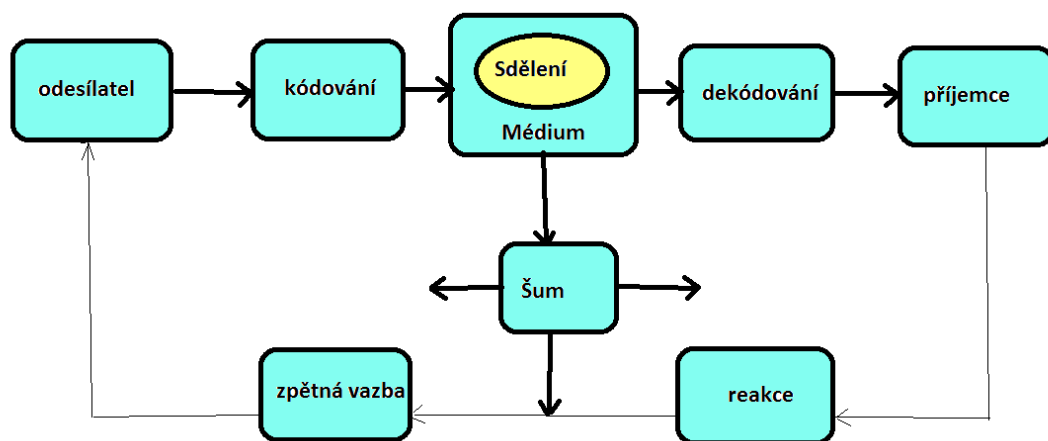 odesílatel
kódování
Sdělení
Médium
dekódování
příjemce
Šum
zpětná vazba
reakce